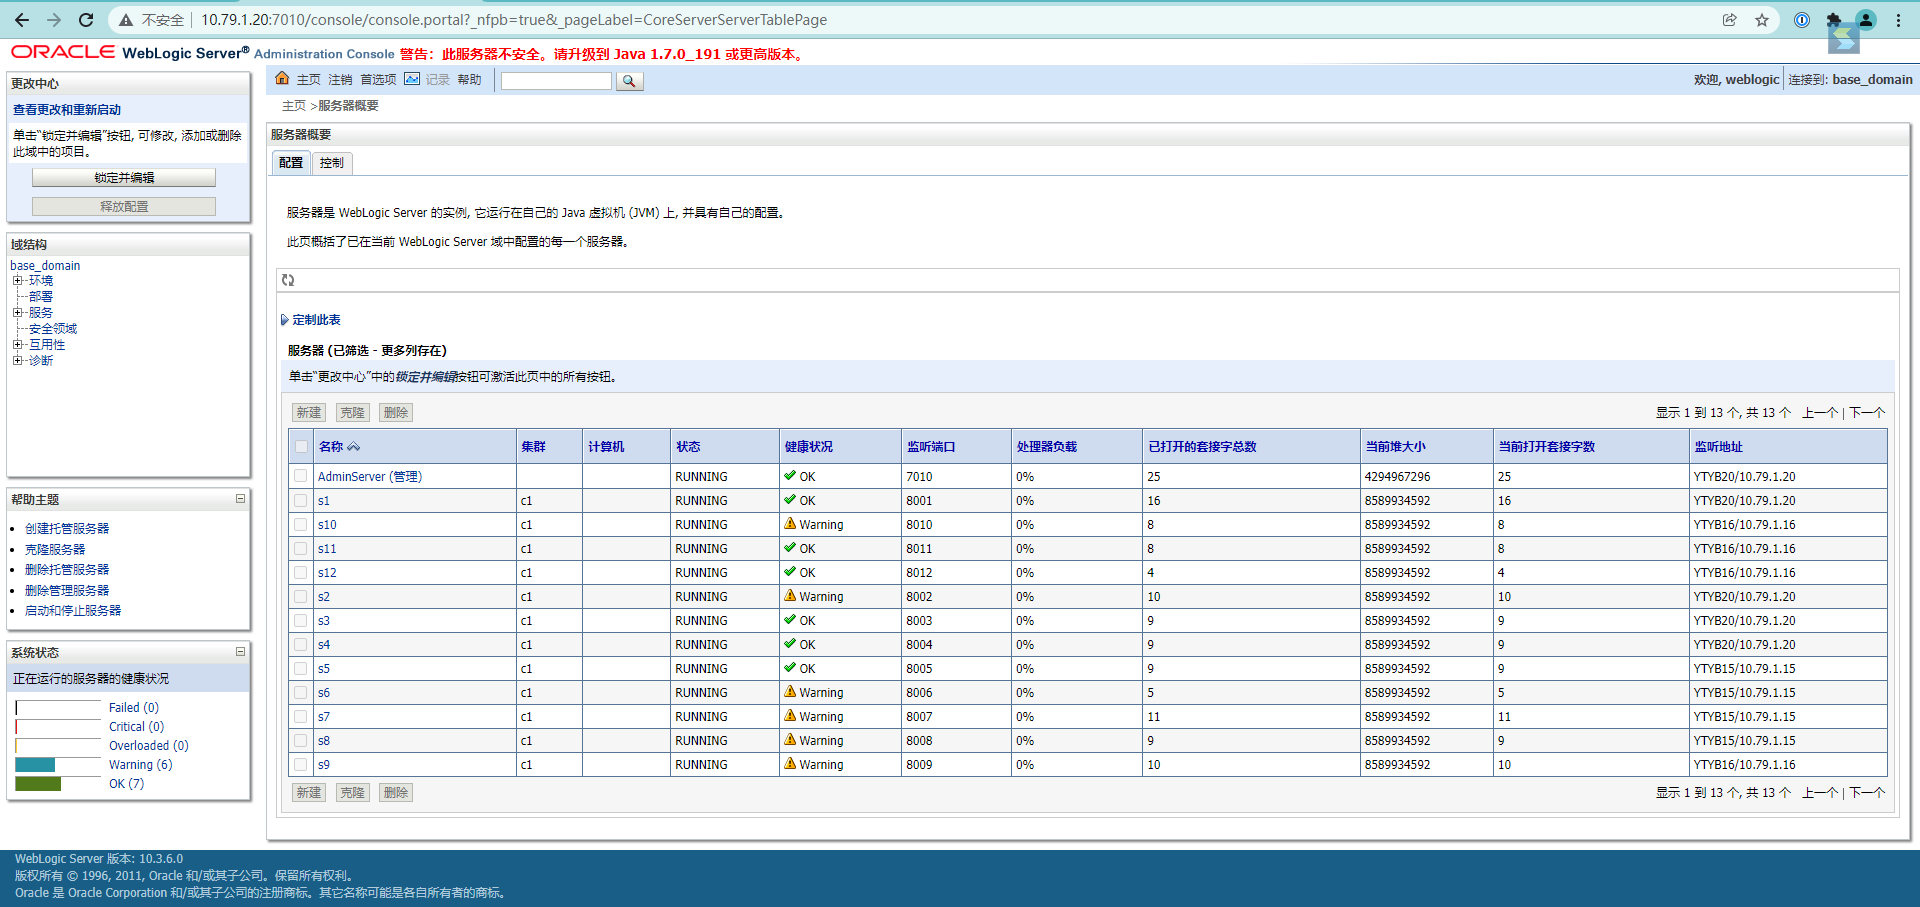 不安全 10.79.1.20:7010/console/console.portal?_nfpb=true&_pageLabel=CoreServerServerTablePage
ORACLE WebLogic Server® Administration Console 警告：此服务器不安全。请升级到 Java 1.7.0_191 或更高版本。
更改中心
查看更改和重新启动
单击“锁定并编辑”按钮, 可修改, 添加或删除
此域中的项目。
锁定并编辑
释放配置
域结构
base_domain
环境
部署
服务
安全领域
互用性
诊断
帮助主题
创建托管服务器
克隆服务器
删除托管服务器
删除管理服务器
启动和停止服务器
系统状态
正在运行的服务器的健康状况
Failed (0)
Critical (0)
Overloaded (0)
Warning (6)
OK (7)
主页 注销 首选项 记录 帮助
欢迎, weblogic 连接到: base_domain
主页 >服务器概要
服务器概要
配置 控制
服务器是 WebLogic Server 的实例, 它运行在自己的 Java 虚拟机 (JVM) 上, 并具有自己的配置。
此页概括了已在当前 WebLogic Server 域中配置的每一个服务器。
定制此表
服务器 (已筛选 - 更多列存在)
单击“更改中心”中的锁定并编辑按钮可激活此页中的所有按钮。
新建 克隆 删除 显示 1 到 13 个, 共 13 个 上一个 | 下一个
名称 集群 计算机 状态 健康状况 监听端口 处理器负载 已打开的套接字总数 当前堆大小 当前打开套接字数 监听地址
AdminServer (管理) RUNNING OK 7010 0% 25 4294967296 25 YTYB20/10.79.1.20
s1 c1 RUNNING OK 8001 0% 16 8589934592 16 YTYB20/10.79.1.20
s10 c1 RUNNING Warning 8010 0% 8 8589934592 8 YTYB16/10.79.1.16
s11 c1 RUNNING OK 8011 0% 8 8589934592 8 YTYB16/10.79.1.16
s12 c1 RUNNING OK 8012 0% 4 8589934592 4 YTYB16/10.79.1.16
s2 c1 RUNNING Warning 8002 0% 10 8589934592 10 YTYB20/10.79.1.20
s3 c1 RUNNING OK 8003 0% 9 8589934592 9 YTYB20/10.79.1.20
s4 c1 RUNNING OK 8004 0% 9 8589934592 9 YTYB20/10.79.1.20
s5 c1 RUNNING OK 8005 0% 9 8589934592 9 YTYB15/10.79.1.15
s6 c1 RUNNING Warning 8006 0% 5 8589934592 5 YTYB15/10.79.1.15
s7 c1 RUNNING Warning 8007 0% 11 8589934592 11 YTYB15/10.79.1.15
s8 c1 RUNNING Warning 8008 0% 9 8589934592 9 YTYB15/10.79.1.15
s9 c1 RUNNING Warning 8009 0% 10 8589934592 10 YTYB16/10.79.1.16
新建 克隆 删除 显示 1 到 13 个, 共 13 个 上一个 | 下一个
WebLogic Server 版本: 10.3.6.0
版权所有 © 1996, 2011, Oracle 和/或其子公司。保留所有权利。
Oracle 是 Oracle Corporation 和/或其子公司的注册商标。其它名称可能是各自所有者的商标。